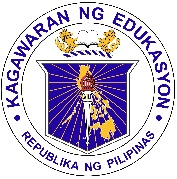 KAGAWARAN NG EDUKASYON
REPUBLIKA NG PILIPINAS